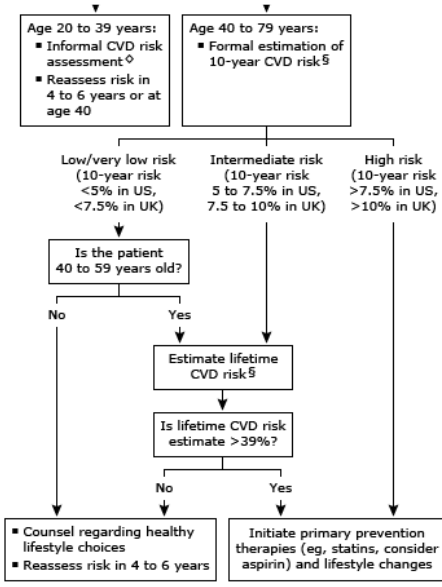 Age 20 to 39 years:
▪ Informal CVD risk
assessment◇
▪ Reassess risk in
4 to 6 years or at
age 40
Age 40 to 79 years:
▪ Formal estimation of
10-year CVD risk§
Low/very low risk
(10-year risk
<5% in US,
<7.5% in UK)
Intermediate risk
(10-year risk
5 to 7.5% in US,
7.5 to 10% in UK)
High risk
(10-year risk
>7.5% in US,
>10% in UK)
Is the patient
40 to 59 years old?
No
Yes
Estimate lifetime
CVD risk§
Is lifetime CVD risk
estimate >39%?
No
Yes
▪ Counsel regarding healthy
lifestyle choices
▪ Reassess risk in 4 to 6 years
Initiate primary prevention
therapies (eg, statins, consider
aspirin) and lifestyle changes